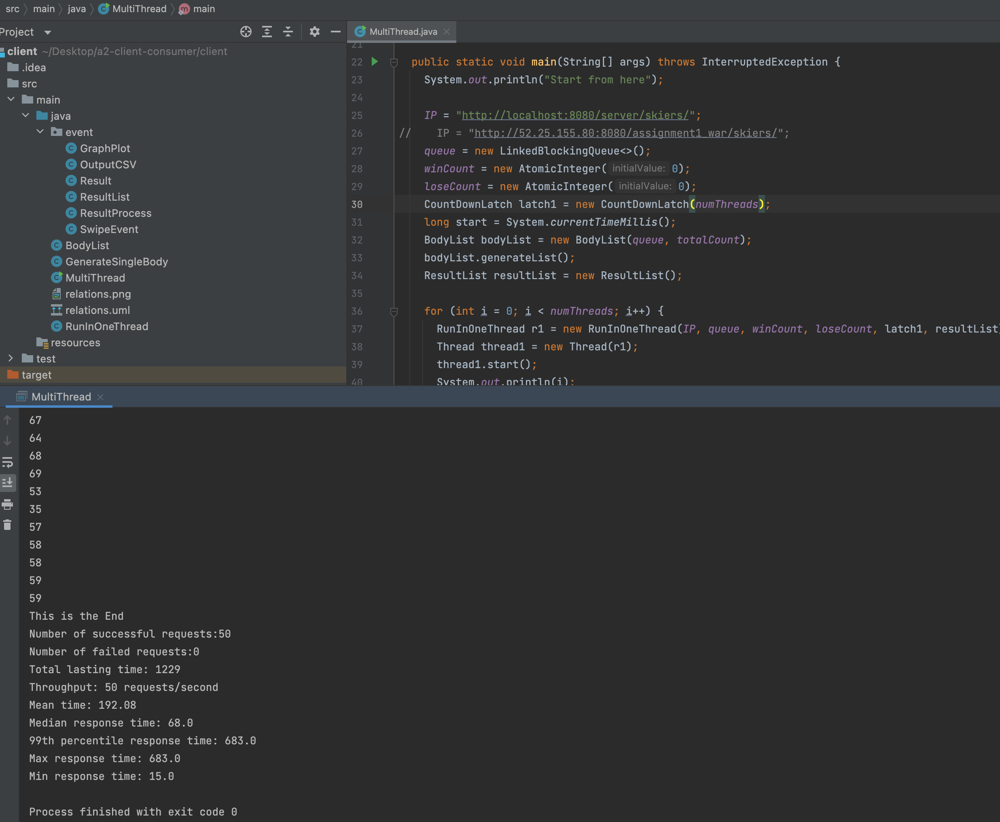 src main java MultiThread main
Project
MultiThread.java
client ~/Desktop/a2-client-consumer/client
.idea
src
main
java
event
GraphPlot
OutputCSV
Result
ResultList
ResultProcess
SwipeEvent
BodyList
GenerateSingleBody
MultiThread
relations.png
relations.uml
RunInOneThread
resources
test
target
21
22 public static void main(String[] args) throws InterruptedException {
23 System.out.println("Start from here");
24
25 IP = "http://localhost:8080/server/skiers/";
26 // IP = "http://52.25.155.80:8080/assignment1_war/skiers/";
27 queue = new LinkedBlockingQueue<>();
28 winCount = new AtomicInteger( initialValue: 0);
29 loseCount = new AtomicInteger( initialValue: 0);
30 CountDownLatch latch1 = new CountDownLatch(numThreads);
31 long start = System.currentTimeMillis();
32 BodyList bodyList = new BodyList(queue, totalCount);
33 bodyList.generateList();
34 ResultList resultList = new ResultList();
35
36 for (int i = 0; i < numThreads; i++) {
37 RunInOneThread r1 = new RunInOneThread(IP, queue, winCount, loseCount, latch1, resultList)
38 Thread thread1 = new Thread(r1);
39 thread1.start();
40 System.out.println(i);
MultiThread
67
64
68
69
53
35
57
58
58
59
59
This is the End
Number of successful requests:50
Number of failed requests:0
Total lasting time: 1229
Throughput: 50 requests/second
Mean time: 192.08
Median response time: 68.0
99th percentile response time: 683.0
Max response time: 683.0
Min response time: 15.0
Process finished with exit code 0